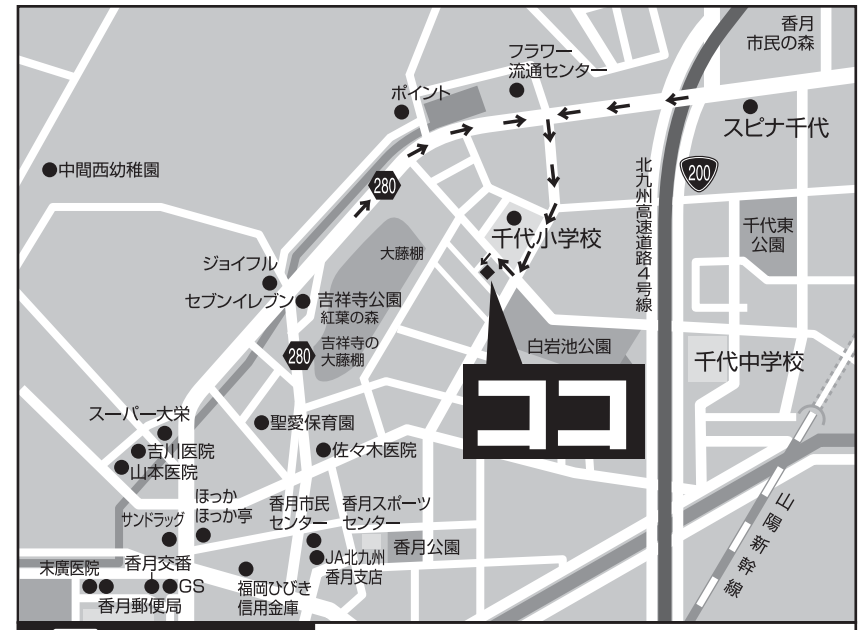 香月
市民の森
フラワー
流通センター
ポイント
スピナ千代
中間西幼稚園
280
北九州高速道路4号線
200
千代小学校
千代東
公園
大藤棚
ジョイフル
セブンイレブン
吉祥寺公園
紅葉の森
280
吉祥寺の
大藤棚
白岩池公園
千代中学校
ココ
スーパー大栄
吉川医院
山本医院
聖愛保育園
佐々木医院
ほっか
ほっか亭
サンドラッグ
香月市民
センター
香月スポーツ
センター
香月公園
JA北九州
香月支店
山陽新幹線
末廣医院
香月交番
GS
香月郵便局
福岡ひびき
信用金庫